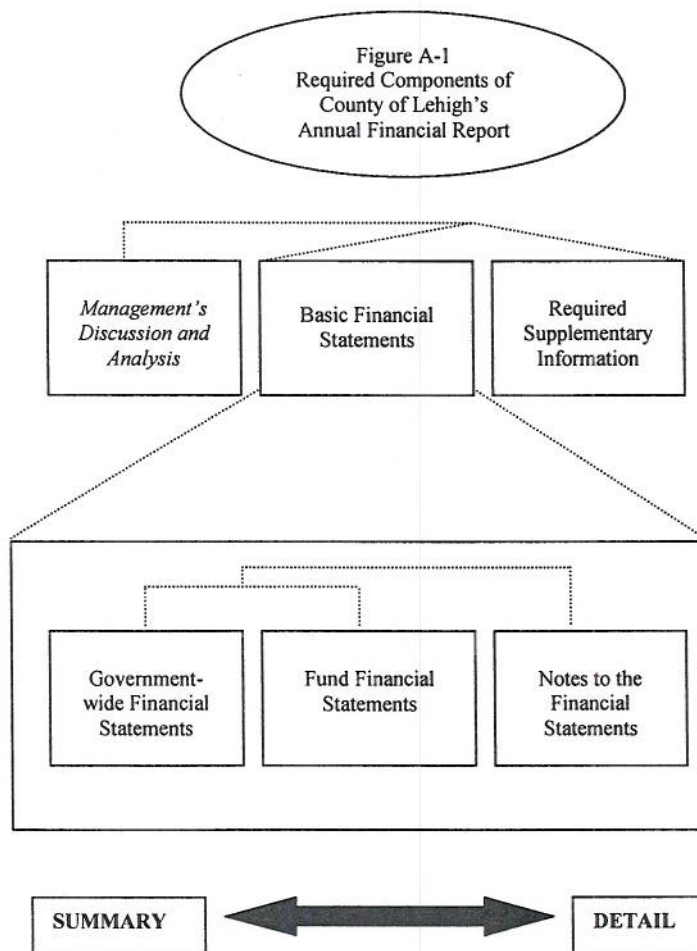 Figure A-1
Required Components of
County of Lehigh's
Annual Financial Report
Management's
Discussion and
Analysis
Basic Financial
Statements
Required
Supplementary
Information
Government-
wide Financial
Statements
Fund Financial
Statements
Notes to the
Financial
Statements
SUMMARY
DETAIL